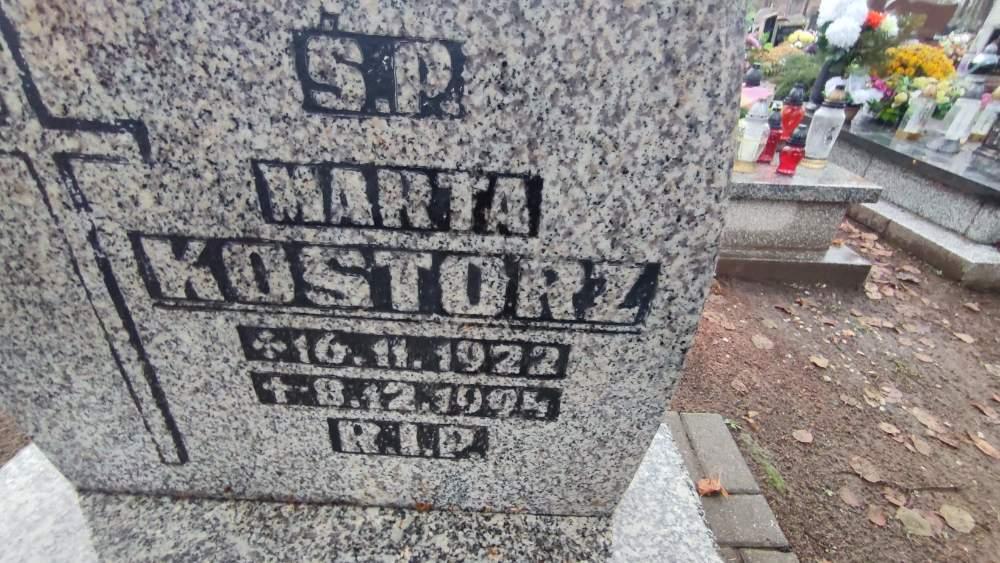 Ś.P.
MARTA
KOSTORZ
* 16.11.1922
† 8.12.1995
R.I.P.